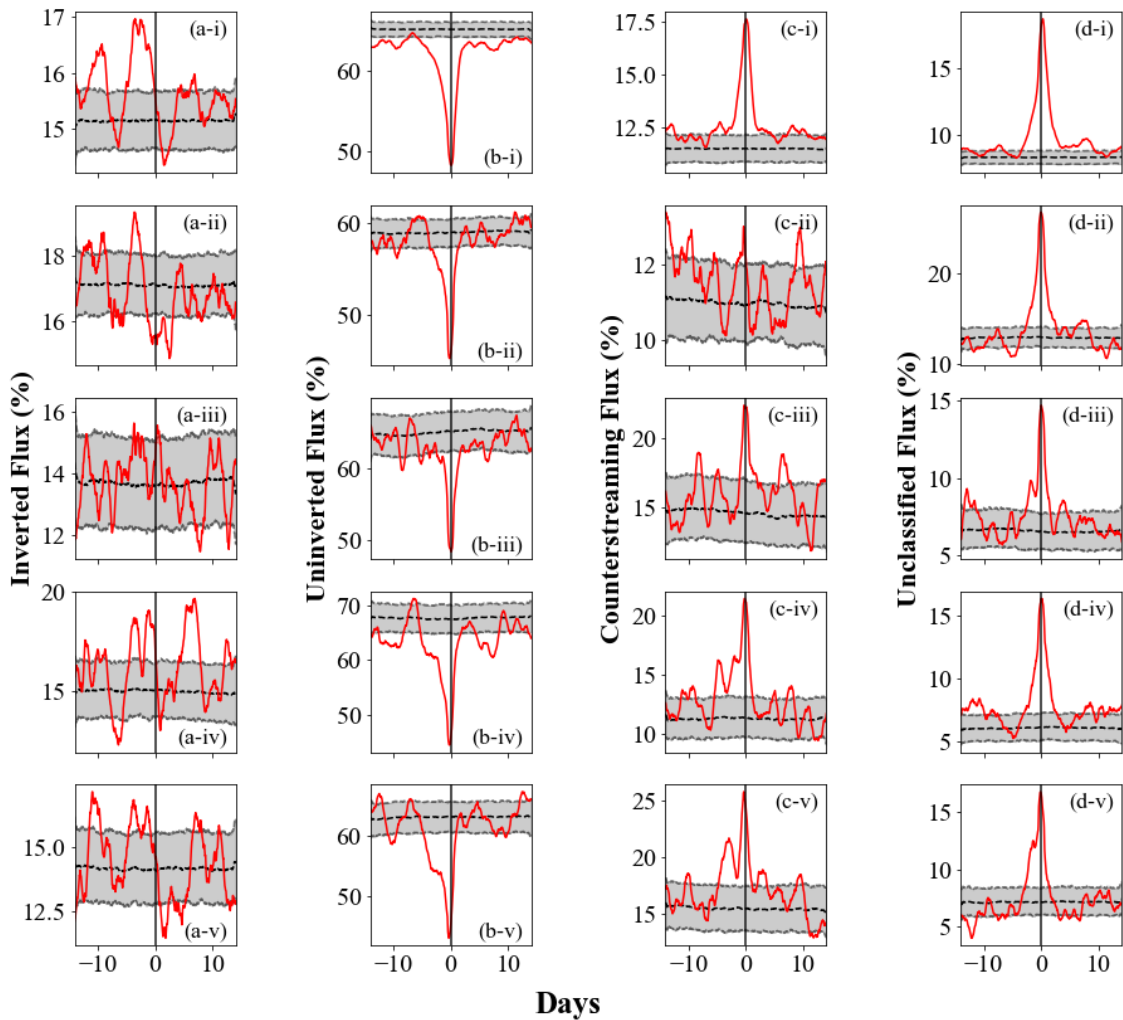 Inverted Flux (%)
17
16
15
(a-i)
18
16
(a-ii)
16
14
12
(a-iii)
20
15
(a-iv)
15.0
12.5
(a-v)
−10
0
10
Uninverted Flux (%)
60
50
(b-i)
60
50
(b-ii)
60
50
(b-iii)
70
60
50
(b-iv)
60
50
(b-v)
−10
0
10
Counterstreaming Flux (%)
17.5
15.0
12.5
(c-i)
12
10
(c-ii)
20
15
(c-iii)
20
15
10
(c-iv)
25
20
15
(c-v)
−10
0
10
Unclassified Flux (%)
15
10
(d-i)
20
10
(d-ii)
15
10
5
(d-iii)
15
10
5
(d-iv)
15
10
5
(d-v)
−10
0
10
Days